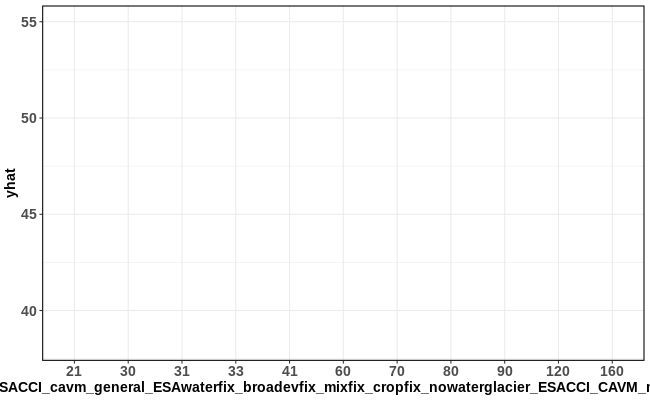 55
50
45
40
yhat
21 30 31 33 41 60 70 80 90 120 160
SACCI_cavm_general_ESAwaterfix_broadevfix_mixfix_cropfix_nowaterglacier_ESACCI_CAVM_